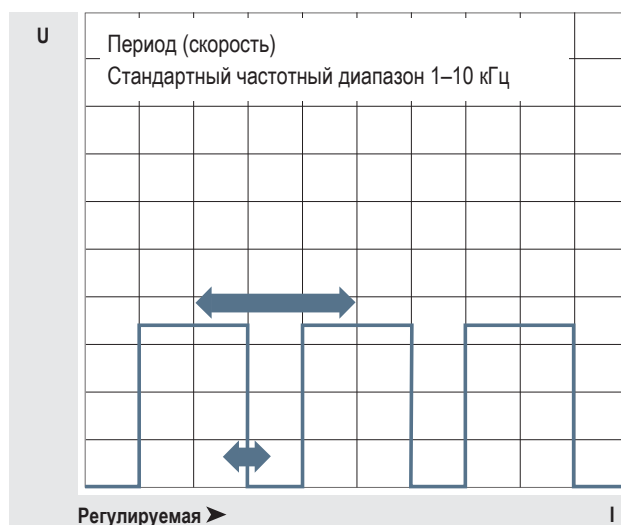 U
Период (скорость)
Стандартный частотный диапазон 1–10 кГц
Регулируемая ➤
I